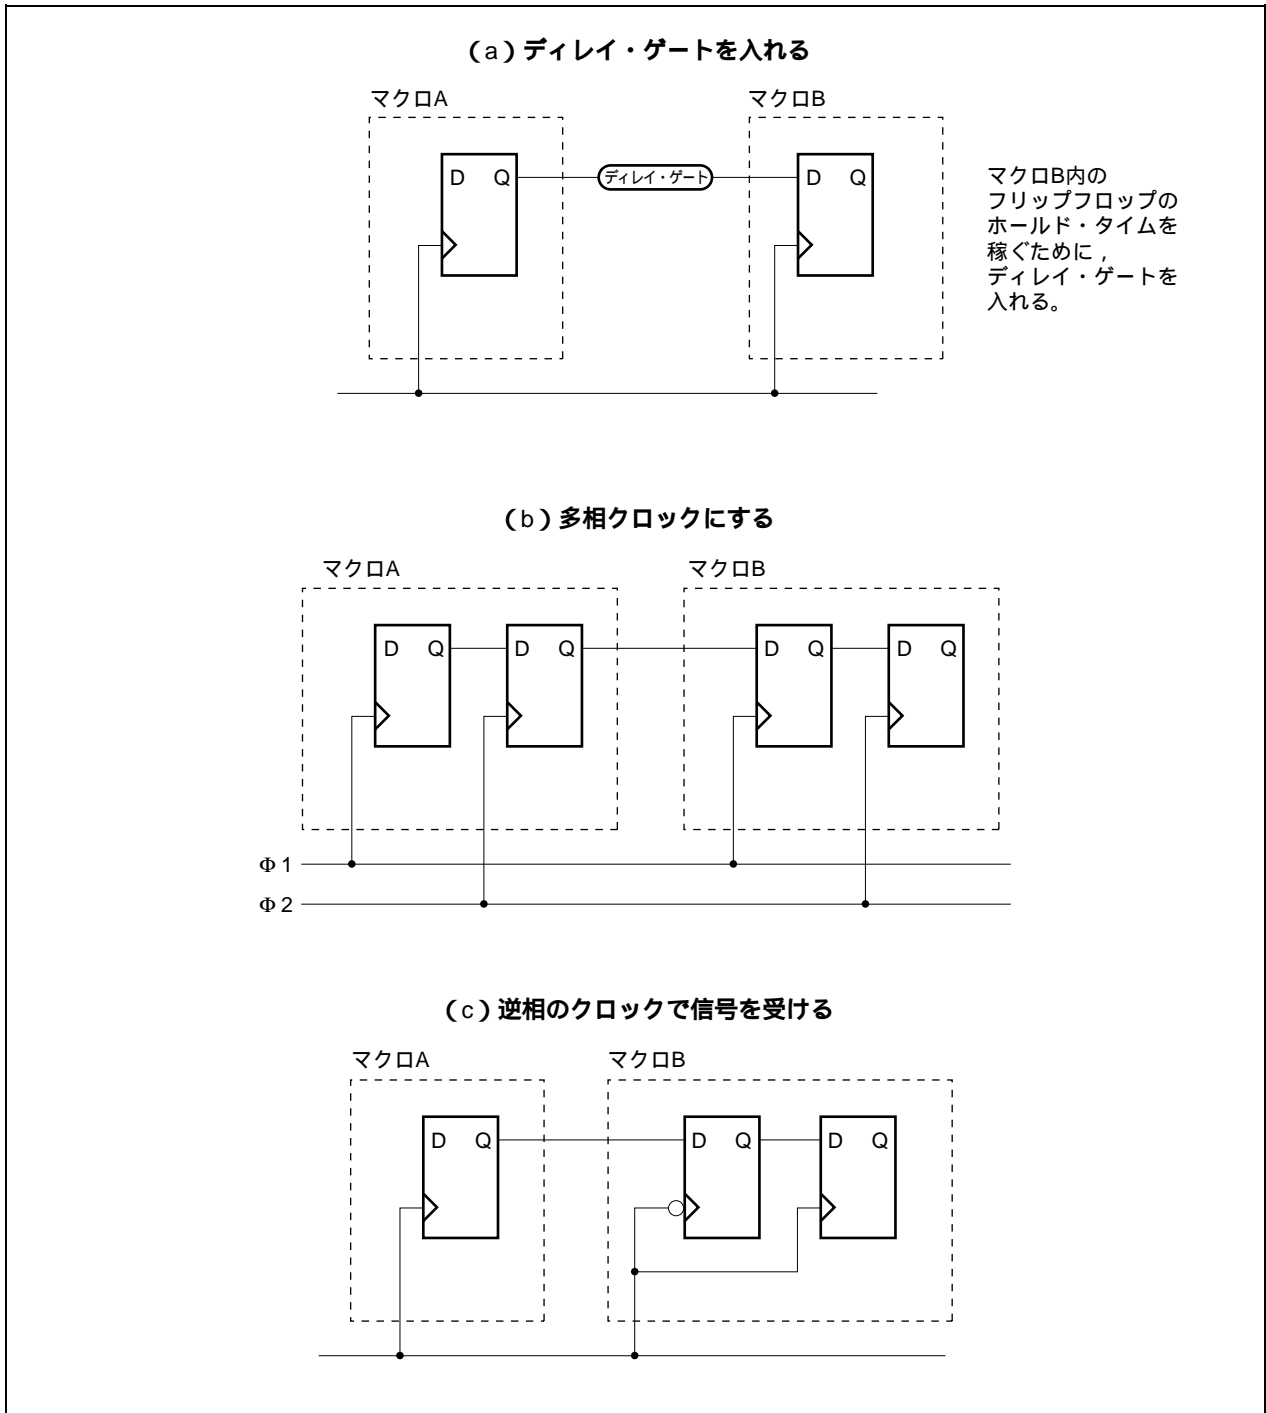 (a)ディレイ・ゲートを入れる
マクロA
マクロB
D Q
ディレイ・ゲート
D Q
マクロB内の
フリップフロップの
ホールド・タイムを
稼ぐために，
ディレイ・ゲートを
入れる。
(b)多相クロックにする
マクロA
マクロB
D Q
D Q
D Q
D Q
Φ1
Φ2
(c)逆相のクロックで信号を受ける
マクロA
マクロB
D Q
D Q
D Q